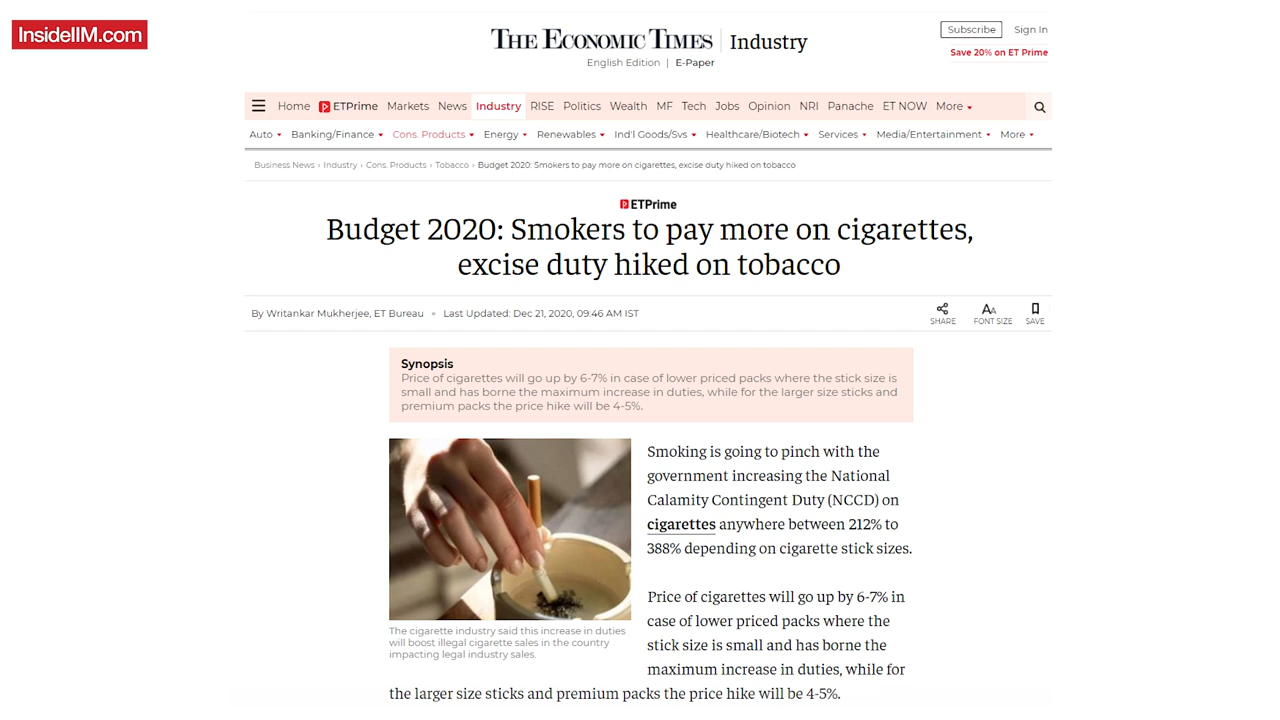 InsideIIM.com
THE ECONOMIC TIMES | Industry
Subscribe Sign In
Save 20% on ET Prime
English Edition | E-Paper
Home ETPrime Markets News Industry RISE Politics Wealth MF Tech Jobs Opinion NRI Panache ET NOW More
Auto Banking/Finance Cons. Products Energy Renewables Ind'l Goods/Svs Healthcare/Biotech Services Media/Entertainment More
Business News › Industry › Cons. Products › Tobacco › Budget 2020: Smokers to pay more on cigarettes, excise duty hiked on tobacco
ETPrime
Budget 2020: Smokers to pay more on cigarettes,
excise duty hiked on tobacco
By Writankar Mukherjee, ET Bureau • Last Updated: Dec 21, 2020, 09:46 AM IST
SHARE FONT SIZE SAVE
Synopsis
Price of cigarettes will go up by 6-7% in case of lower priced packs where the stick size is
small and has borne the maximum increase in duties, while for the larger size sticks and
premium packs the price hike will be 4-5%.
Smoking is going to pinch with the
government increasing the National
Calamity Contingent Duty (NCCD) on
cigarettes anywhere between 212% to
388% depending on cigarette stick sizes.
Price of cigarettes will go up by 6-7% in
case of lower priced packs where the
stick size is small and has borne the
maximum increase in duties, while for
the larger size sticks and premium packs the price hike will be 4-5%.
The cigarette industry said this increase in duties
will boost illegal cigarette sales in the country
impacting legal industry sales.